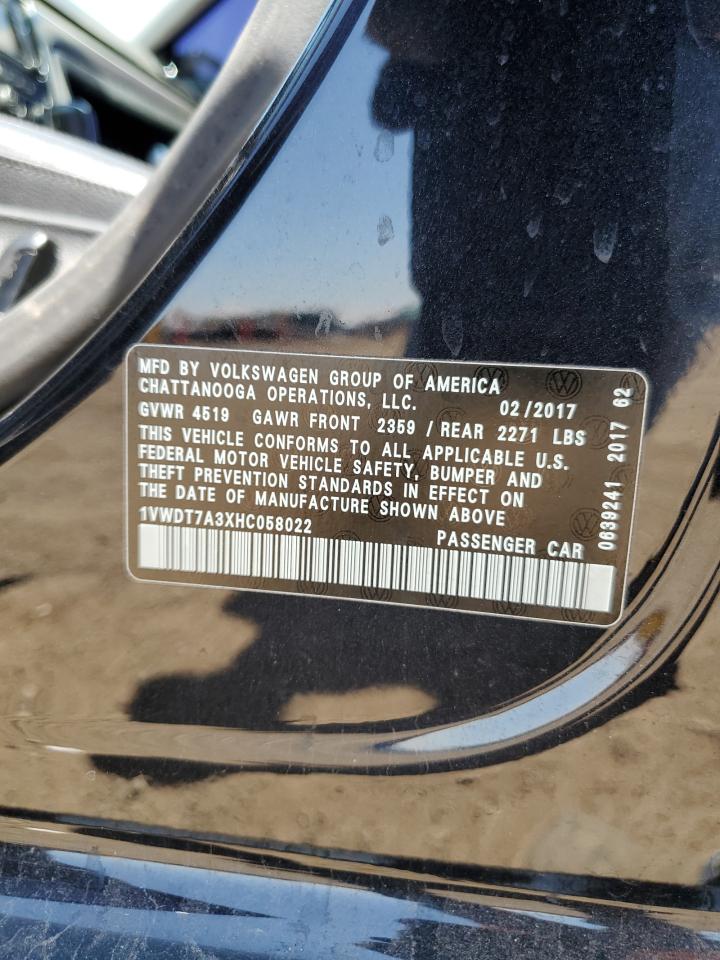 MFD BY VOLKSWAGEN GROUP OF AMERICA
CHATTANOOGA OPERATIONS, LLC. 02/2017
GVWR 4519 GAWR FRONT 2359 / REAR 2271 LBS
THIS VEHICLE CONFORMS TO ALL APPLICABLE U.S.
FEDERAL MOTOR VEHICLE SAFETY, BUMPER AND
THEFT PREVENTION STANDARDS IN EFFECT ON
THE DATE OF MANUFACTURE SHOWN ABOVE
1VWDT7A3XHC058022 PASSENGER CAR
0639241 2017 62